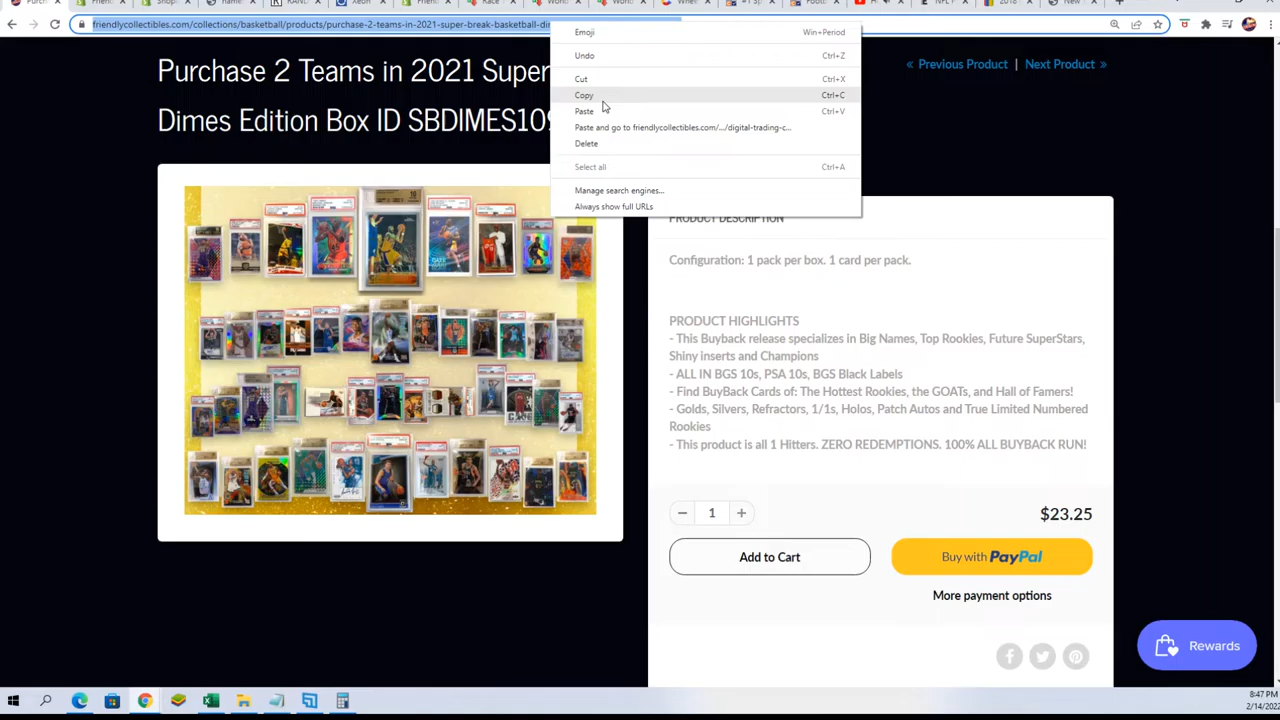 friendlycollectibles.com/collections/basketball/products/purchase-2-teams-in-2021-super-break-basketball-di
Emoji Win+Period
Undo Ctrl+Z
Cut Ctrl+X
Copy Ctrl+C
Paste Ctrl+V
Paste and go to friendlycollectibles.com/.../digital-trading-c...
Delete
Select all Ctrl+A
Manage search engines...
Always show full URLs
Purchase 2 Teams in 2021 Super
Dimes Edition Box ID SBDIMES109
« Previous Product | Next Product »
PRODUCT DESCRIPTION
Configuration: 1 pack per box. 1 card per pack.
PRODUCT HIGHLIGHTS
- This Buyback release specializes in Big Names, Top Rookies, Future SuperStars,
Shiny inserts and Champions
- ALL IN BGS 10s, PSA 10s, BGS Black Labels
- Find BuyBack Cards of: The Hottest Rookies, the GOATs, and Hall of Famers!
- Golds, Silvers, Refractors, 1/1s, Holos, Patch Autos and True Limited Numbered
Rookies
- This product is all 1 Hitters. ZERO REDEMPTIONS. 100% ALL BUYBACK RUN!
− 1 + $23.25
Add to Cart
Buy with PayPal
More payment options
Rewards
8:47 PM
2/14/2022